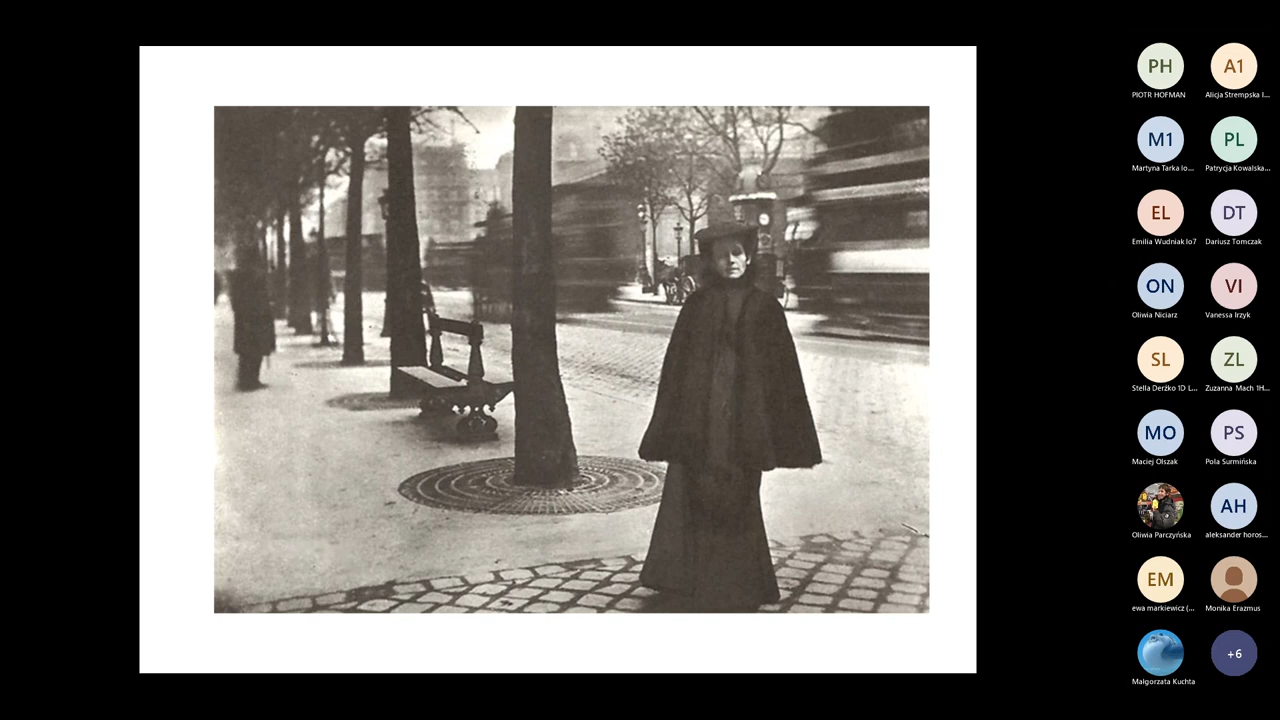 PH
A1
PIOTR HOFMAN
Alicja Strempska I...
M1
PL
Martyna Tarka lo...
Patrycja Kowalska...
EL
DT
Emilia Wudniak lo7
Dariusz Tomczak
ON
VI
Oliwia Niciarz
Vanessa Irzyk
SL
ZL
Stella Derżko 1D L...
Zuzanna Mach 1H...
MO
PS
Maciej Olszak
Pola Surmińska
AH
Oliwia Parczyńska
aleksander horos...
EM
ewa markiewicz (...
Monika Erazmus
+6
Małgorzata Kuchta